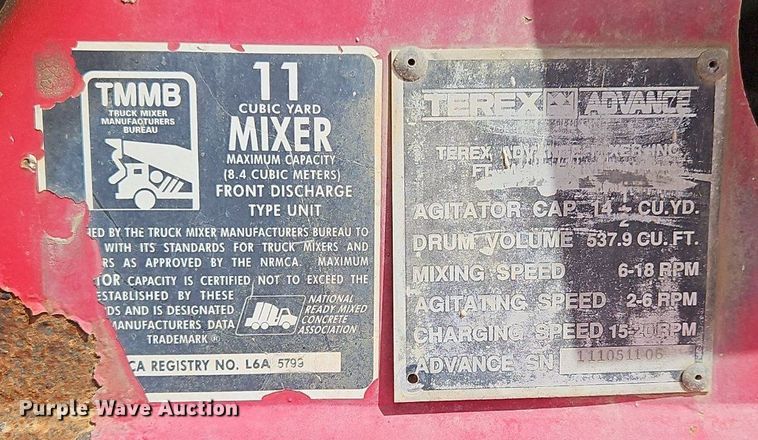 TMMB
TRUCK MIXER
MANUFACTURERS
BUREAU
11
CUBIC YARD
MIXER
MAXIMUM CAPACITY
(8.4 CUBIC METERS)
FRONT DISCHARGE
TYPE UNIT
BY THE TRUCK MIXER MANUFACTURERS BUREAU TO
WITH ITS STANDARDS FOR TRUCK MIXERS AND
AS APPROVED BY THE NRMCA. MAXIMUM
CAPACITY IS CERTIFIED NOT TO EXCEED THE
ESTABLISHED BY THESE
AND IS DESIGNATED
MANUFACTURERS DATA
TRADEMARK ®
NATIONAL
READY MIXED
CONCRETE
ASSOCIATION
REGISTRY NO. L6A 5799
TEREX ADVANCE
TEREX ADVANCE MIXER INC.
FT.
AGITATOR CAP. 14 CU.YD.
DRUM VOLUME 537.9 CU. FT.
MIXING SPEED 6-18 RPM
AGITATING SPEED 2-6 RPM
CHARGING SPEED 15-20 RPM
ADVANCE SN 111051106
Purple Wave Auction